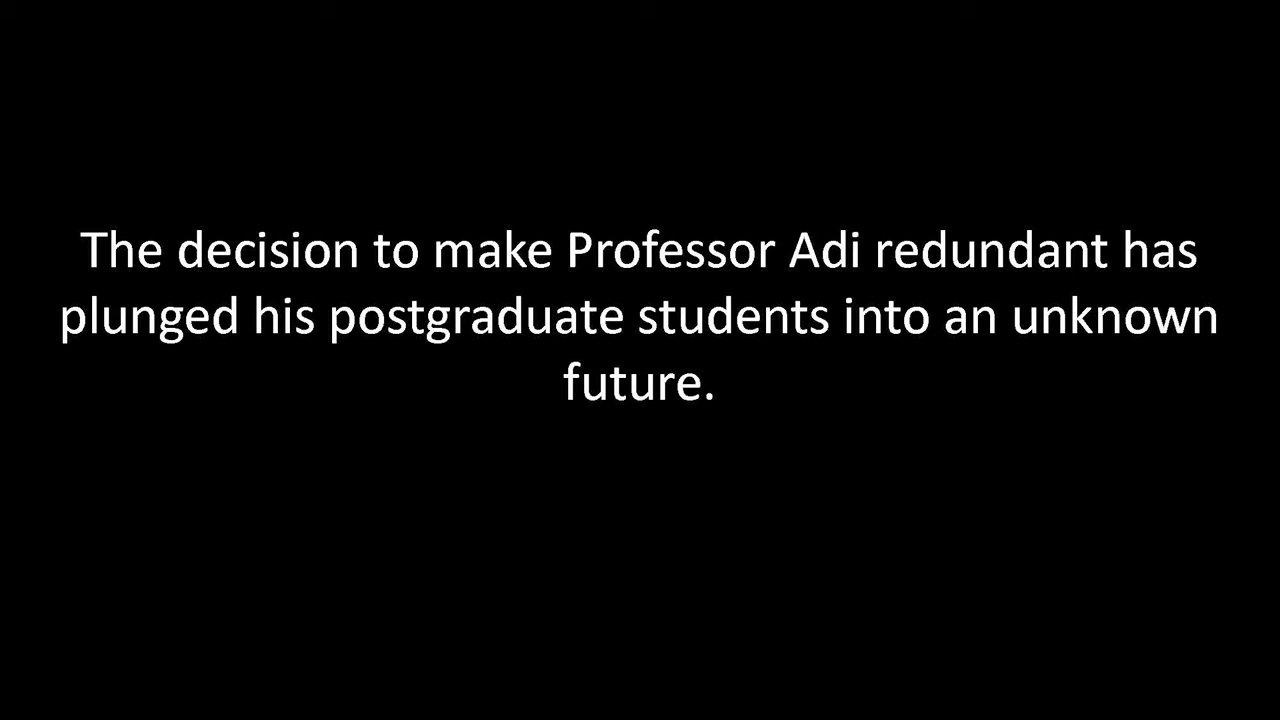 The decision to make Professor Adi redundant has
plunged his postgraduate students into an unknown
future.